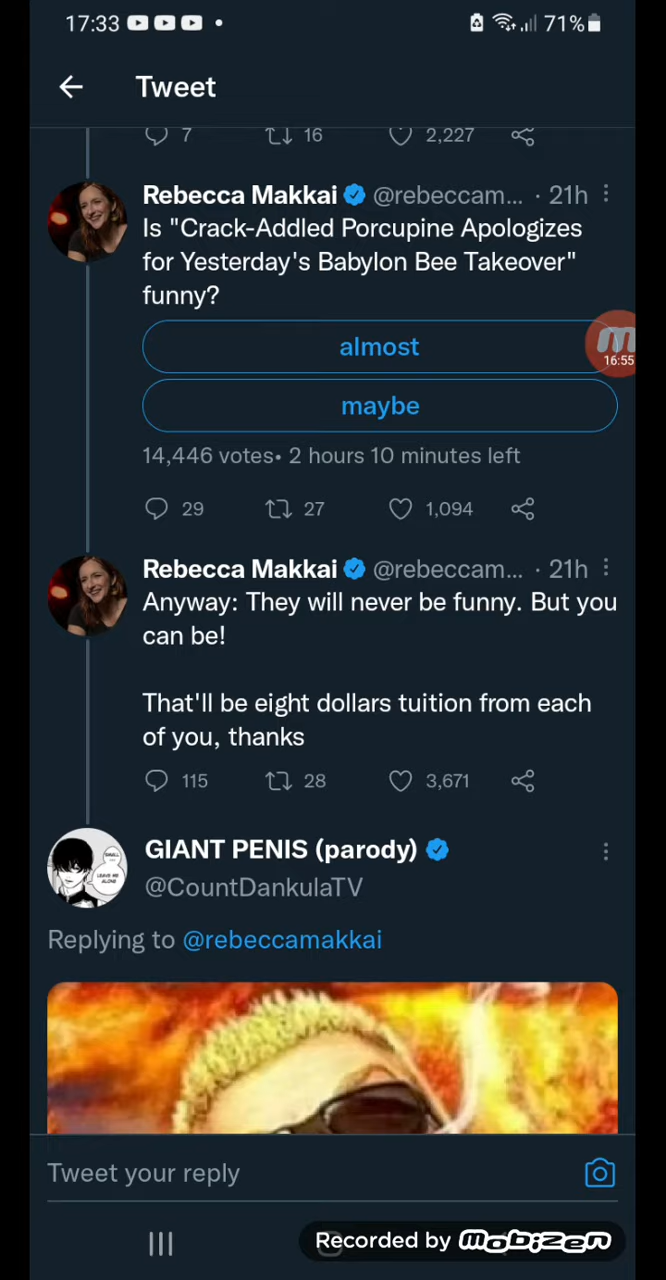 17:33
71%
Tweet
7 16 2,227
Rebecca Makkai @rebeccam... · 21h
Is "Crack-Addled Porcupine Apologizes
for Yesterday's Babylon Bee Takeover"
funny?
almost
16:55
maybe
14,446 votes• 2 hours 10 minutes left
29 27 1,094
Rebecca Makkai @rebeccam... · 21h
Anyway: They will never be funny. But you
can be!
That'll be eight dollars tuition from each
of you, thanks
115 28 3,671
GIANT PENIS (parody)
@CountDankulaTV
LEAVE ME
ALONE
Replying to @rebeccamakkai
Tweet your reply
Recorded by mobizen